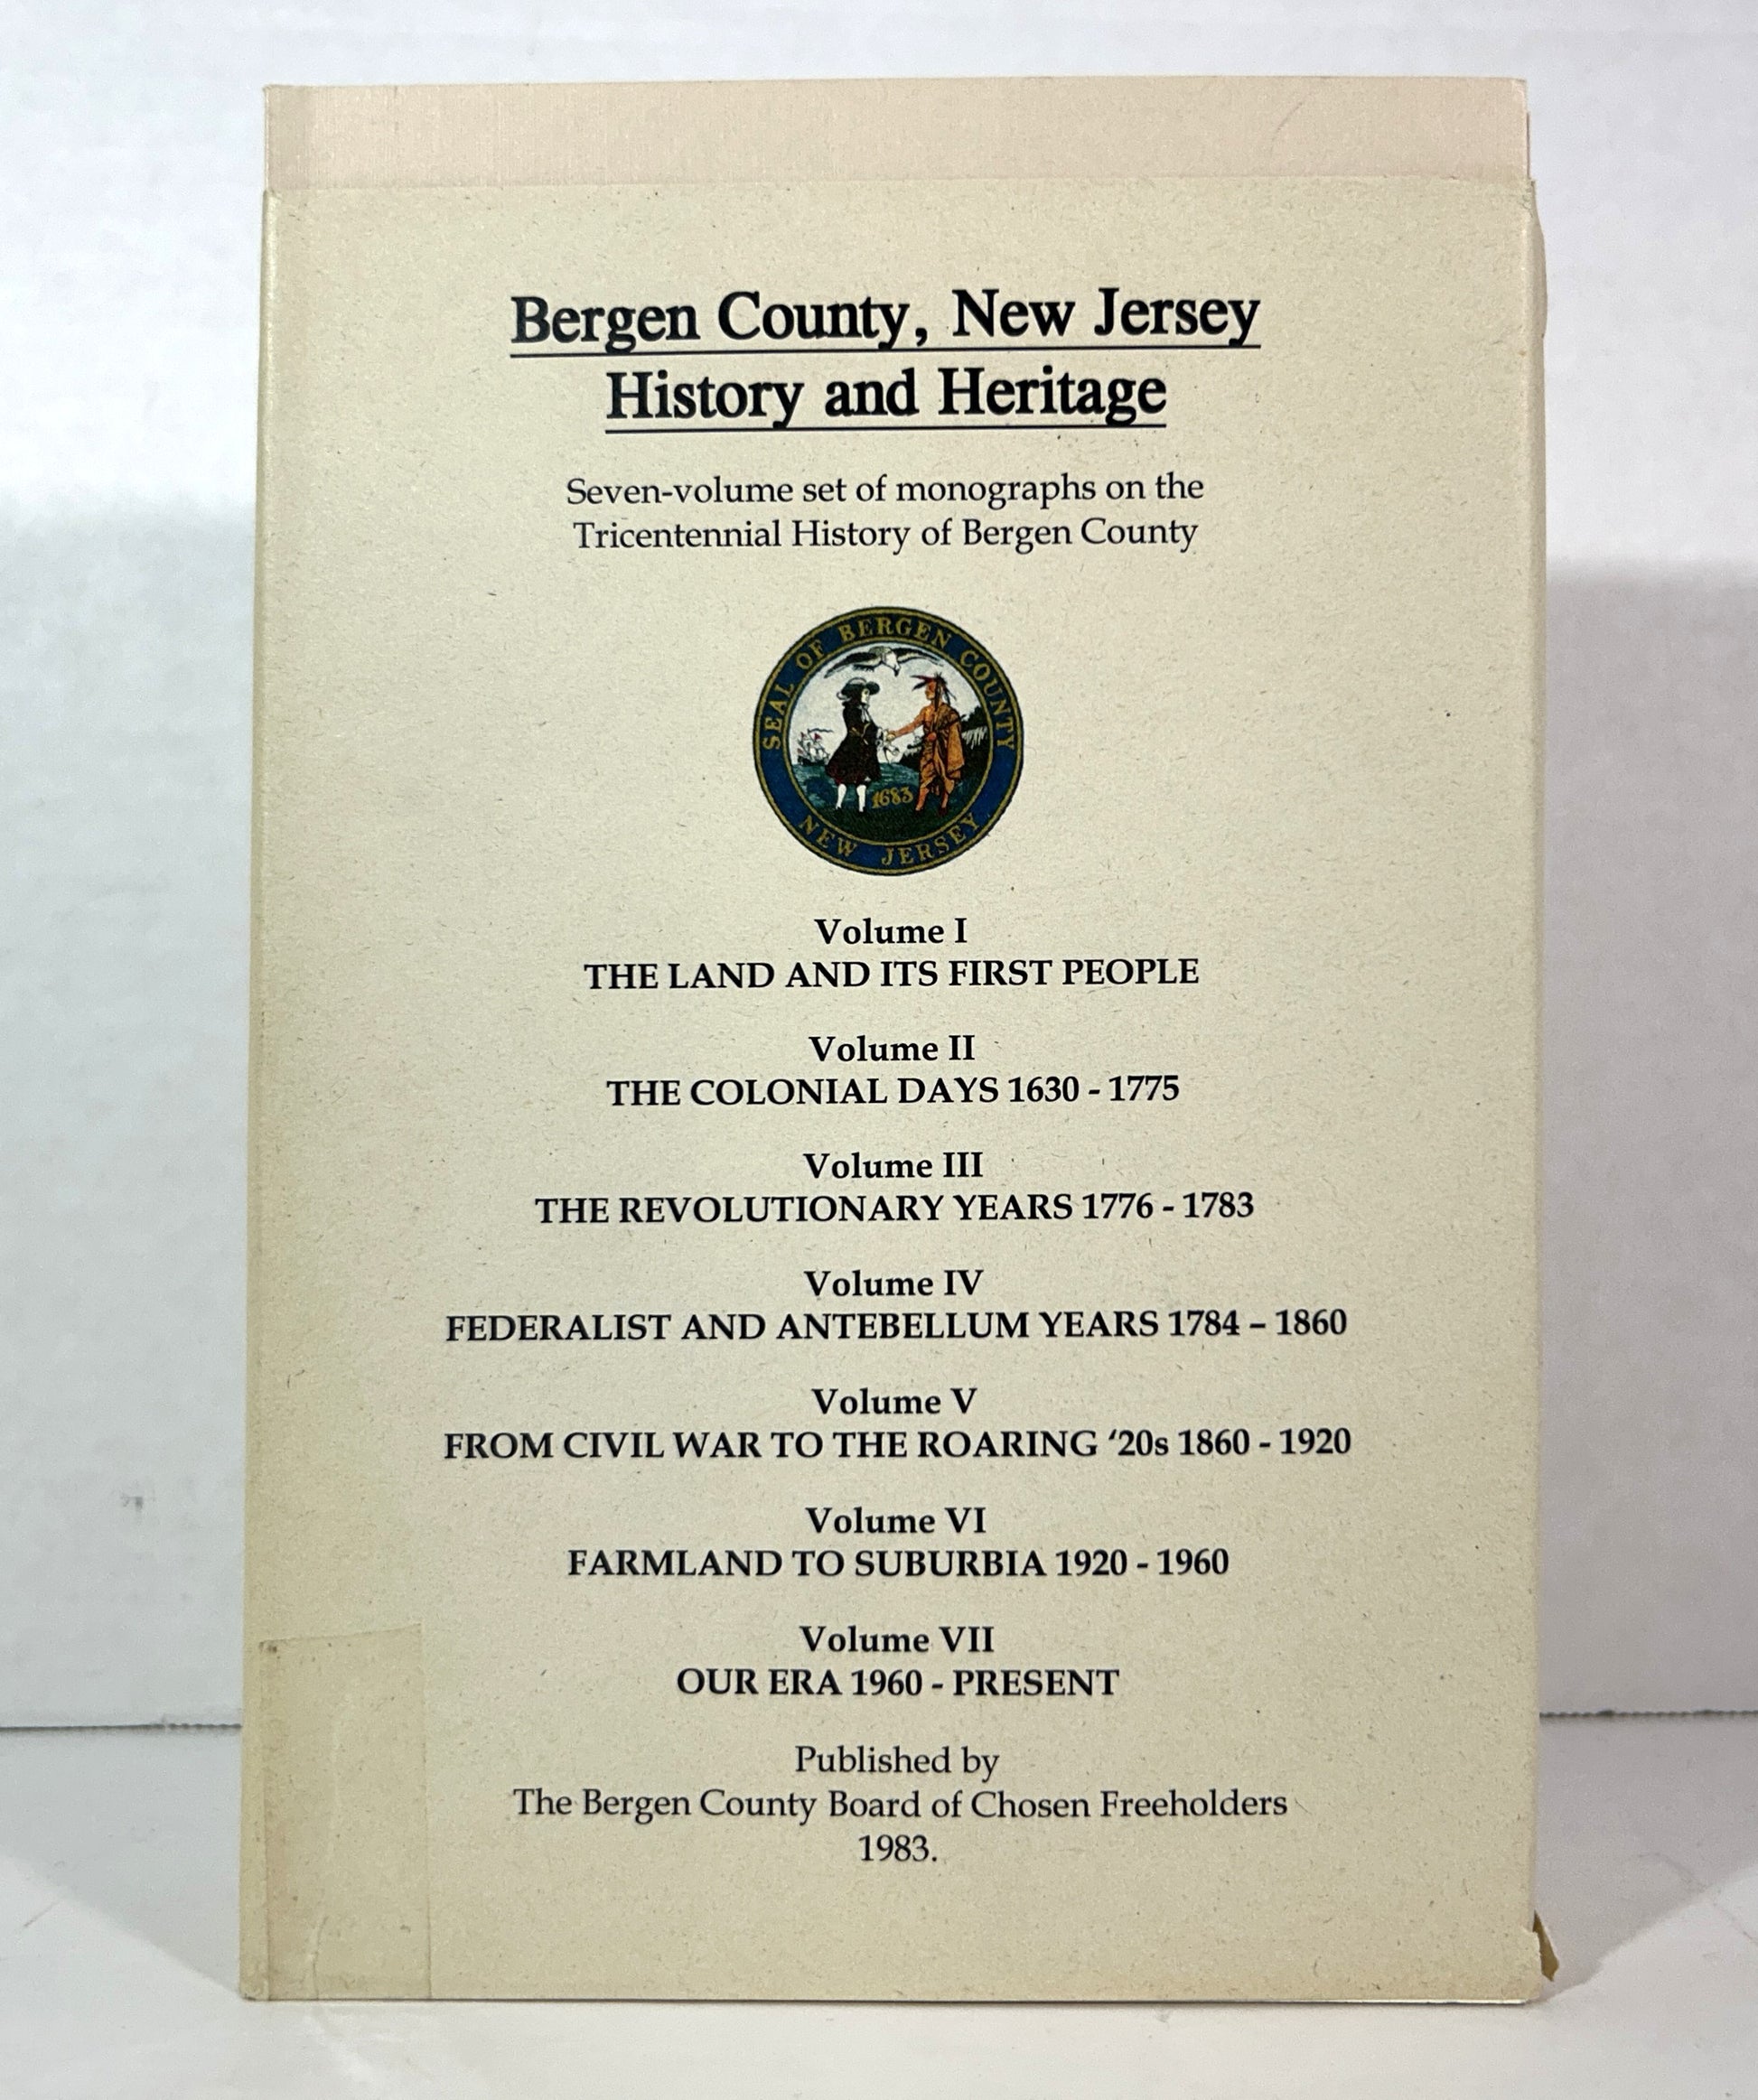 Bergen County, New Jersey
History and Heritage
Seven-volume set of monographs on the
Tricentennial History of Bergen County
SEAL OF BERGEN COUNTY
1683
NEW JERSEY
Volume I
THE LAND AND ITS FIRST PEOPLE
Volume II
THE COLONIAL DAYS 1630 - 1775
Volume III
THE REVOLUTIONARY YEARS 1776 - 1783
Volume IV
FEDERALIST AND ANTEBELLUM YEARS 1784 – 1860
Volume V
FROM CIVIL WAR TO THE ROARING ‘20s 1860 - 1920
Volume VI
FARMLAND TO SUBURBIA 1920 - 1960
Volume VII
OUR ERA 1960 - PRESENT
Published by
The Bergen County Board of Chosen Freeholders
1983.